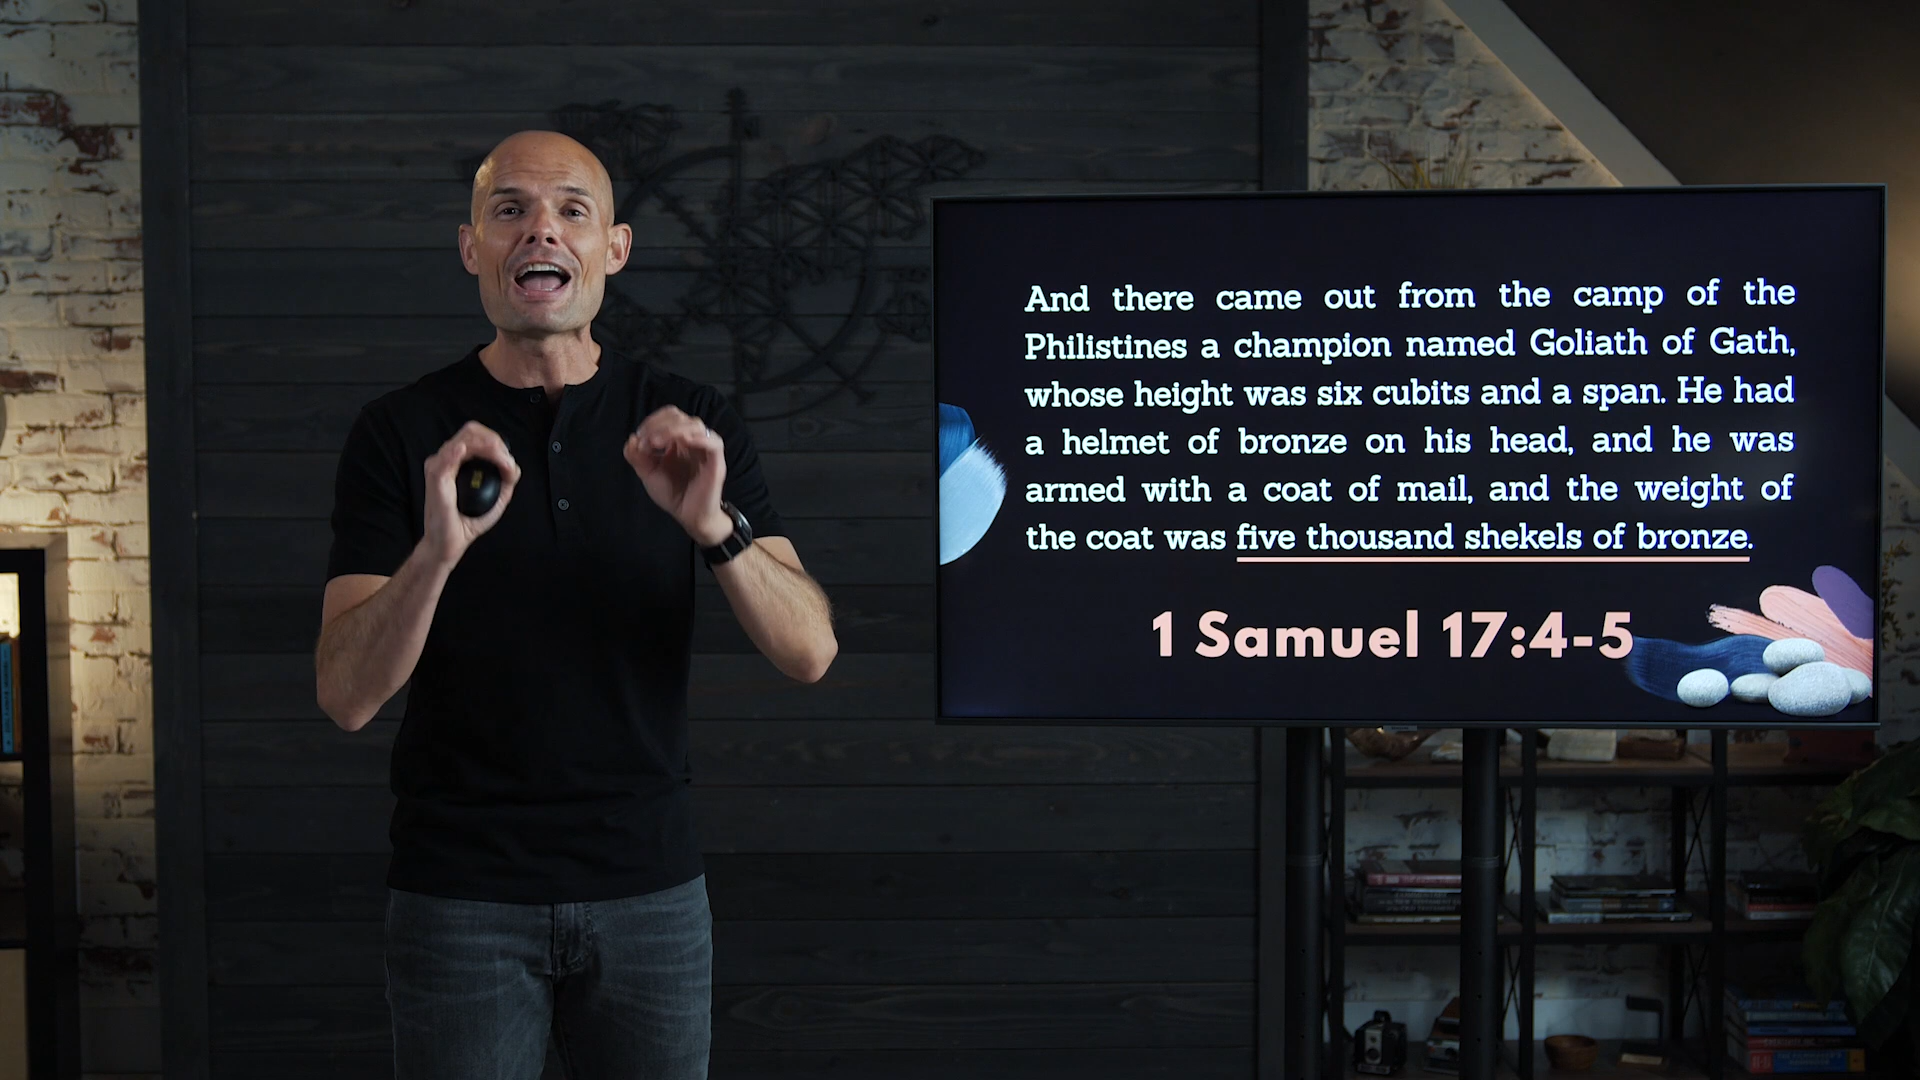 And there came out from the camp of the
Philistines a champion named Goliath of Gath,
whose height was six cubits and a span. He had
a helmet of bronze on his head, and he was
armed with a coat of mail, and the weight of
the coat was five thousand shekels of bronze.
1 Samuel 17:4-5